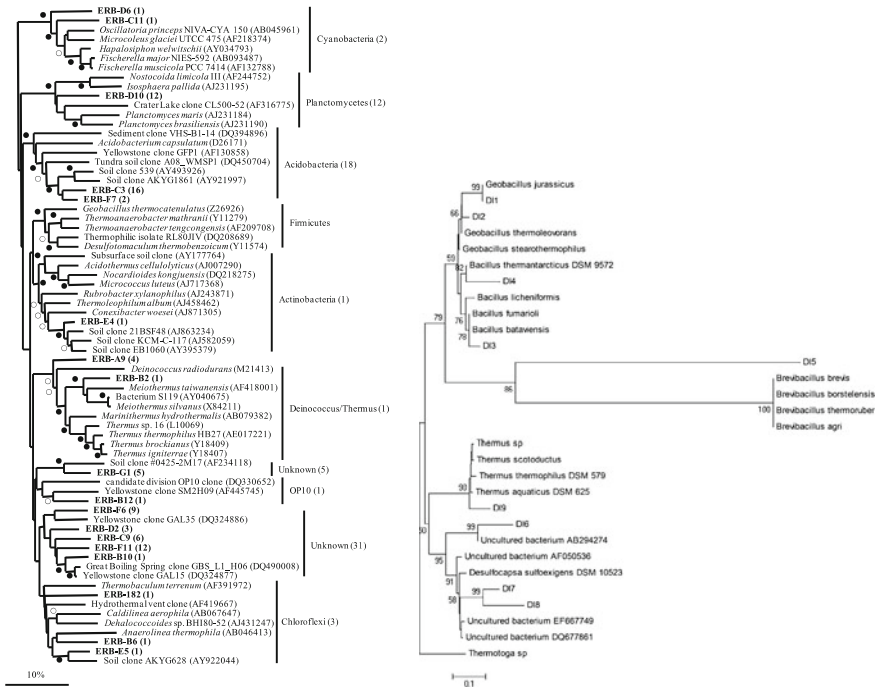 ERB-D6 (1)
ERB-C11 (1)
Oscillatoria princeps NIVA-CYA 150 (AB045961)
Microcoleus glaciei UTCC 475 (AF218374)
Hapalosiphon welwitschii (AY034793)
Fischerella major NIES-592 (AB093487)
Fischerella muscicola PCC 7414 (AF132788)
Cyanobacteria (2)
Nostocoida limicola III (AF244752)
Isosphaera pallida (AJ231195)
ERB-D10 (12)
Crater Lake clone CL500-52 (AF316775)
Planctomyces maris (AJ231184)
Planctomyces brasiliensis (AJ231190)
Planctomycetes (12)
Sediment clone VHS-B1-14 (DQ394896)
Acidobacterium capsulatum (D26171)
Yellowstone clone GFP1 (AF130858)
Tundra soil clone A08_WMSP1 (DQ450704)
Soil clone 539 (AY493926)
Soil clone AKYG1861 (AY921997)
ERB-C3 (16)
ERB-F7 (2)
Acidobacteria (18)
Geobacillus thermocatenulatus (Z26926)
Thermoanaerobacter mathranii (Y11279)
Thermoanaerobacter tengcongensis (AF209708)
Thermophilic isolate RL80JIV (DQ208689)
Desulfotomaculum thermobenzoicum (Y11574)
Firmicutes
Subsurface soil clone (AY177764)
Acidothermus cellulolyticus (AJ007290)
Nocardioides kongjuensis (DQ218275)
Micrococcus luteus (AJ717368)
Rubrobacter xylanophilus (AJ243871)
Thermoleophilum album (AJ458462)
Conexibacter woesei (AJ871305)
ERB-E4 (1)
Soil clone 21BSF48 (AJ863234)
Soil clone KCM-C-117 (AJ582059)
Soil clone EB1060 (AY395379)
Actinobacteria (1)
ERB-A9 (4)
Deinococcus radiodurans (M21413)
ERB-B2 (1)
Meiothermus taiwanensis (AF418001)
Bacterium S119 (AY040675)
Meiothermus silvanus (X84211)
Marinithermus hydrothermalis (AB079382)
Thermus sp. 16 (L10069)
Thermus thermophilus HB27 (AE017221)
Thermus brockianus (Y18409)
Thermus igniterrae (Y18407)
Deinococcus/Thermus (1)
Soil clone #0425-2M17 (AF234118)
ERB-G1 (5)
Unknown (5)
candidate division OP10 clone (DQ330652)
Yellowstone clone SM2H09 (AF445745)
ERB-B12 (1)
OP10 (1)
ERB-F6 (9)
Yellowstone clone GAL35 (DQ324886)
ERB-D2 (3)
ERB-C9 (6)
ERB-F11 (12)
ERB-B10 (1)
Great Boiling Spring clone GBS_L1_H06 (DQ490008)
Yellowstone clone GAL15 (DQ324877)
Unknown (31)
Thermobaculum terrenum (AF391972)
ERB-182 (1)
Hydrothermal vent clone (AF419667)
Caldilinea aerophila (AB067647)
Dehalococcoides sp. BHI80-52 (AJ431247)
Anaerolinea thermophila (AB046413)
ERB-B6 (1)
ERB-E5 (1)
Soil clone AKYG628 (AY922044)
Chloroflexi (3)
10%
Geobacillus jurassicus
99
DI1
66
DI2
Geobacillus thermoleovorans
Geobacillus stearothermophilus
59
82
Bacillus thermantarcticus DSM 9572
DI4
Bacillus licheniformis
79
76
Bacillus fumarioli
Bacillus bataviensis
78
DI3
DI5
86
Brevibacillus brevis
Brevibacillus borstelensis
100
Brevibacillus thermoruber
Brevibacillus agri
Thermus sp
Thermus scotoductus
Thermus thermophilus DSM 579
93
Thermus aquaticus DSM 625
DI9
50
DI6
99
Uncultured bacterium AB294274
95
Uncultured bacterium AF050536
Desulfocapsa sulfoexigens DSM 10523
91
DI7
99
58
DI8
Uncultured bacterium EF667749
Uncultured bacterium DQ677861
Thermotoga sp
0.1